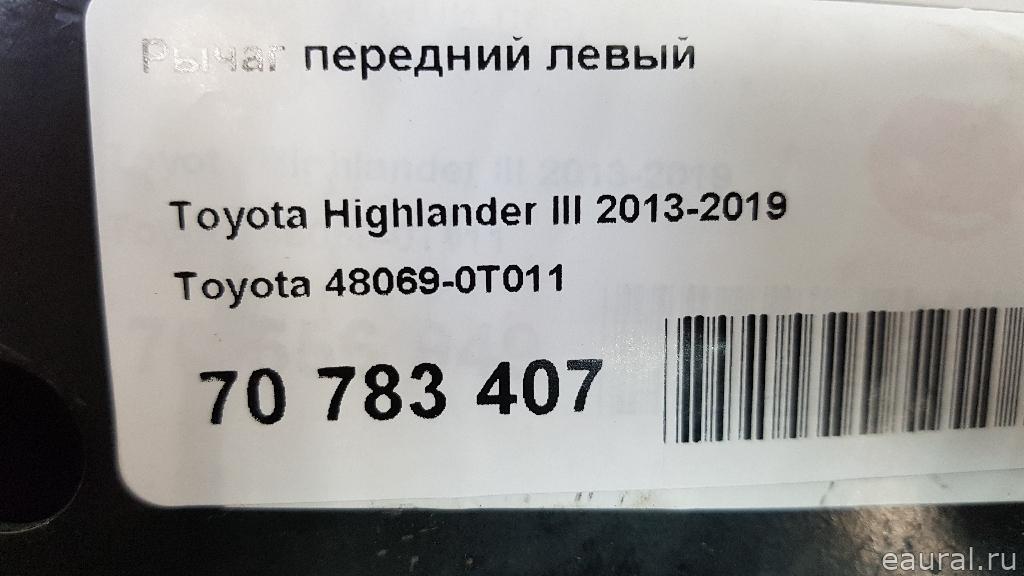 Рычаг передний левый
Toyota Highlander III 2013-2019
Toyota 48069-0T011
70 783 407
eaural.ru